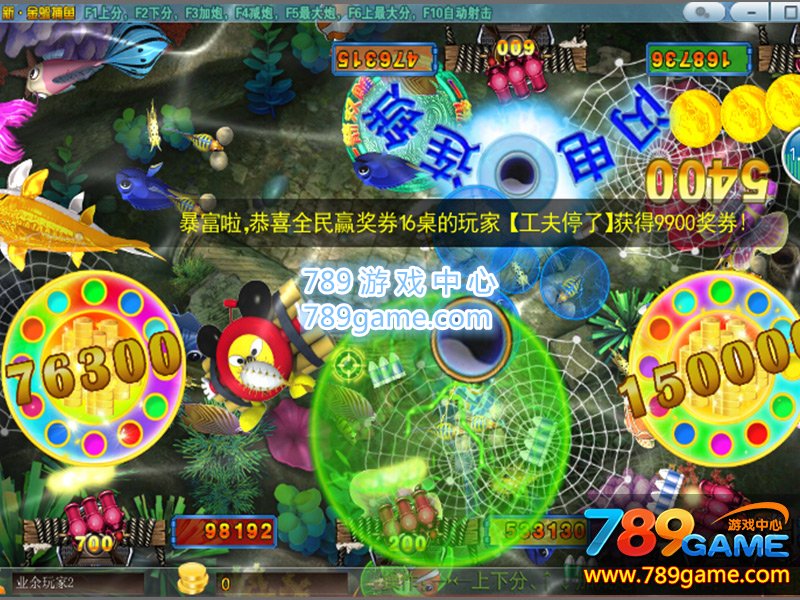 新·金蟾捕鱼 F1上分，F2下分，F3加炮，F4减炮，F5最大炮，F6上最大分，F10自动射击
476315
600
168736
闪电连锁
5400
暴富啦,恭喜全民赢奖券16桌的玩家【工夫停了】获得9900奖券!
789游戏中心
789game.com
76300
150000
700
98192
200
533130
789GAME 游戏中心
www.789game.com
业余玩家2
0
上下分、